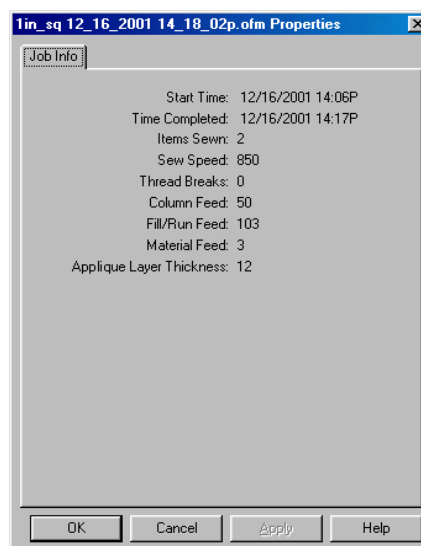 1in_sq 12_16_2001 14_18_02p.ofm Properties
Job Info
Start Time: 12/16/2001 14:06P
Time Completed: 12/16/2001 14:17P
Items Sewn: 2
Sew Speed: 850
Thread Breaks: 0
Column Feed: 50
Fill/Run Feed: 103
Material Feed: 3
Applique Layer Thickness: 12
OK Cancel Apply Help